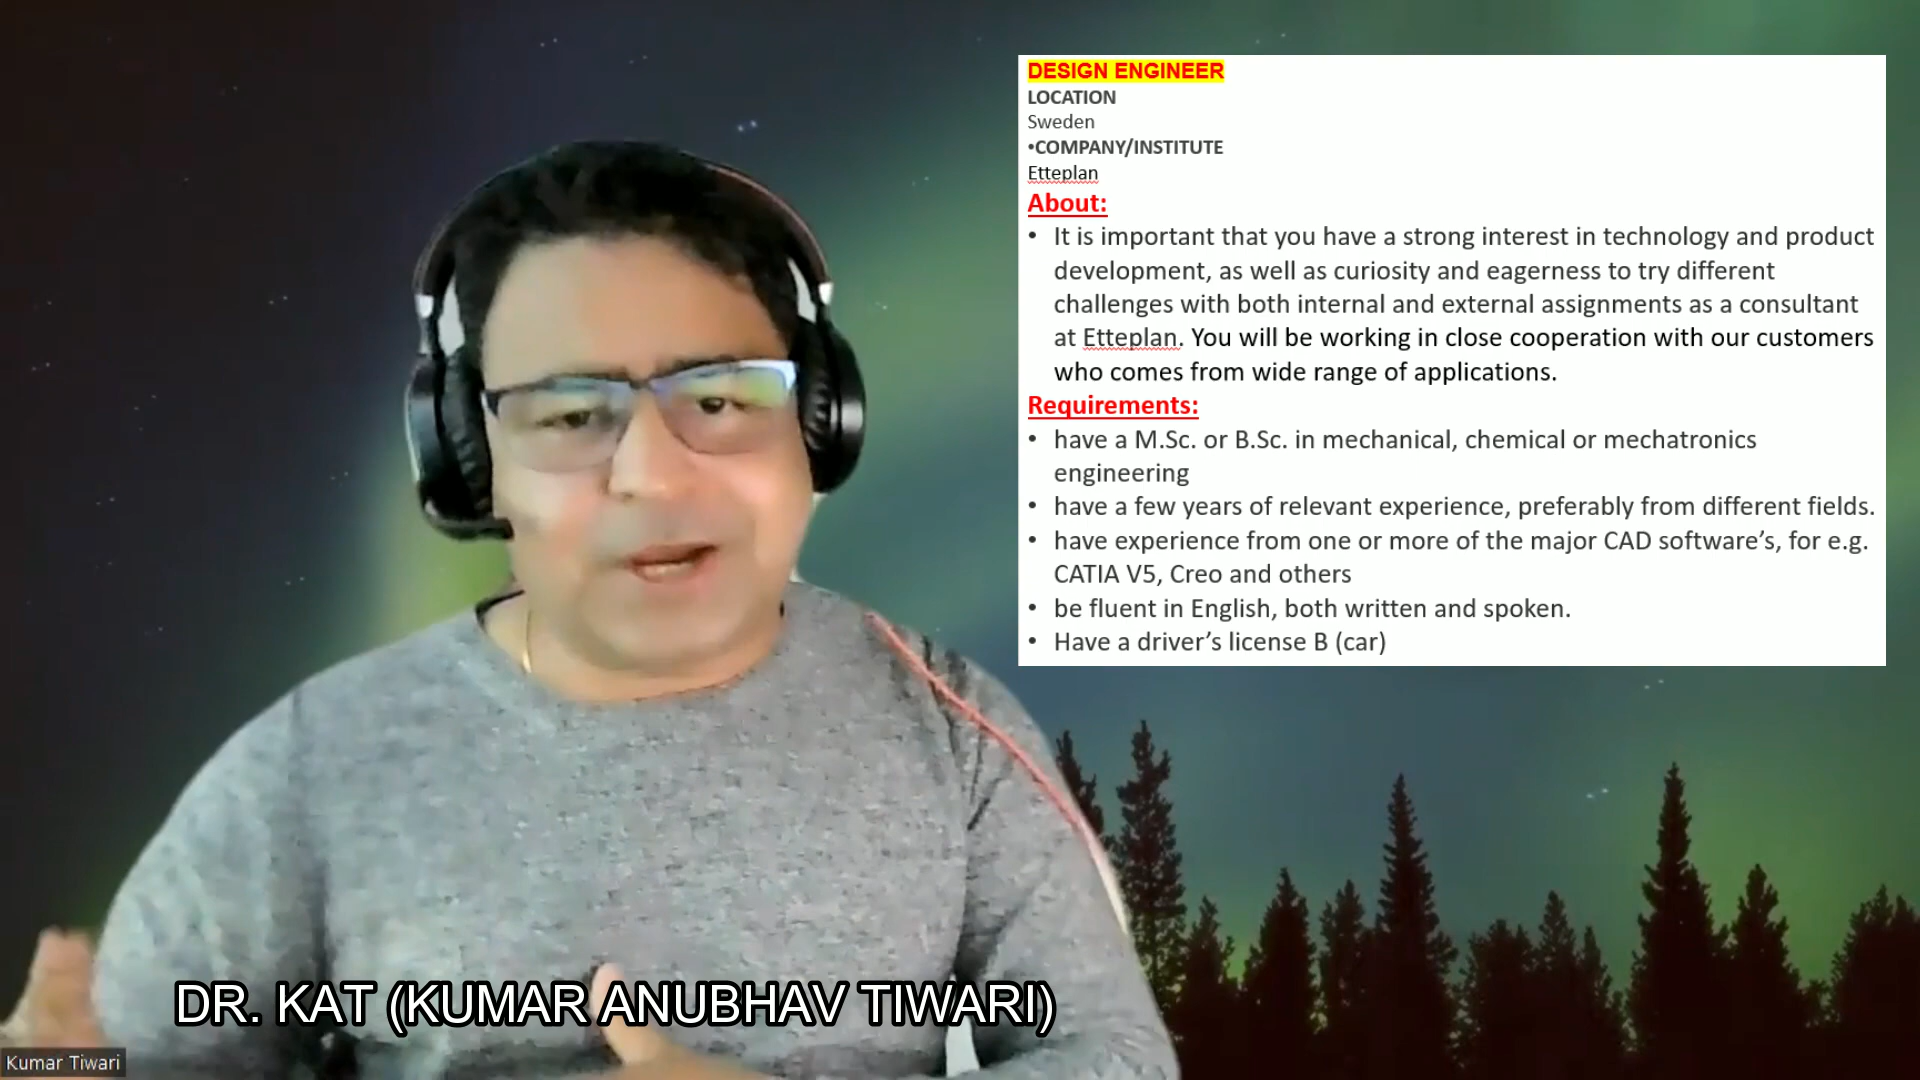 DESIGN ENGINEER
LOCATION
Sweden
•COMPANY/INSTITUTE
Etteplan
About:
• It is important that you have a strong interest in technology and product
development, as well as curiosity and eagerness to try different
challenges with both internal and external assignments as a consultant
at Etteplan. You will be working in close cooperation with our customers
who comes from wide range of applications.
Requirements:
• have a M.Sc. or B.Sc. in mechanical, chemical or mechatronics
engineering
• have a few years of relevant experience, preferably from different fields.
• have experience from one or more of the major CAD software’s, for e.g.
CATIA V5, Creo and others
• be fluent in English, both written and spoken.
• Have a driver’s license B (car)
DR. KAT (KUMAR ANUBHAV TIWARI)
Kumar Tiwari